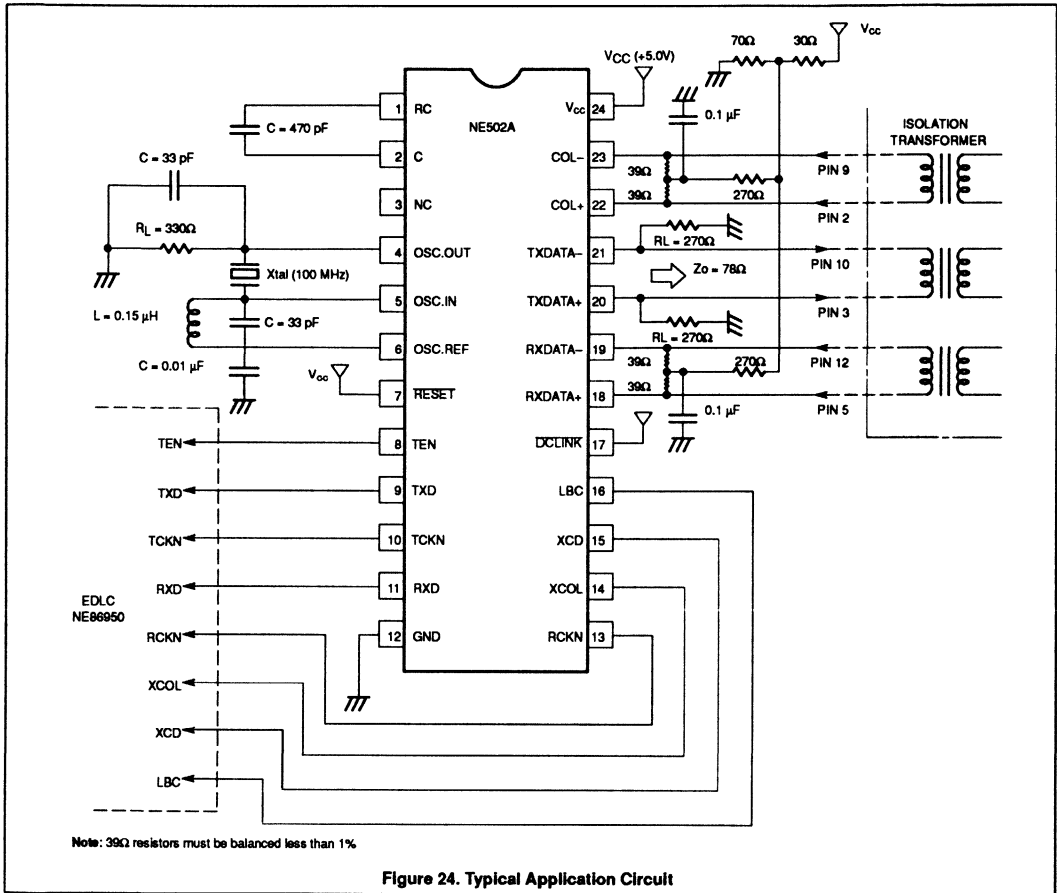 70Ω
30Ω
VCC
VCC (+5.0V)
1 RC
NE502A
VCC 24
0.1 µF
ISOLATION
TRANSFORMER
C = 470 pF
2 C
COL– 23
39Ω
PIN 9
C = 33 pF
39Ω
270Ω
3 NC
COL+ 22
PIN 2
RL = 330Ω
RL = 270Ω
4 OSC.OUT
TXDATA– 21
PIN 10
Xtal (100 MHz)
Zo = 78Ω
5 OSC.IN
TXDATA+ 20
PIN 3
L = 0.15 µH
C = 33 pF
RL = 270Ω
6 OSC.REF
RXDATA– 19
39Ω
270Ω
PIN 12
C = 0.01 µF
39Ω
VCC
7 RESET
RXDATA+ 18
PIN 5
0.1 µF
TEN
8 TEN
DCLINK 17
TXD
9 TXD
LBC 16
TCKN
10 TCKN
XCD 15
RXD
11 RXD
XCOL 14
EDLC
NE86950
RCKN
12 GND
RCKN 13
XCOL
XCD
LBC
Note: 39Ω resistors must be balanced less than 1%
Figure 24. Typical Application Circuit